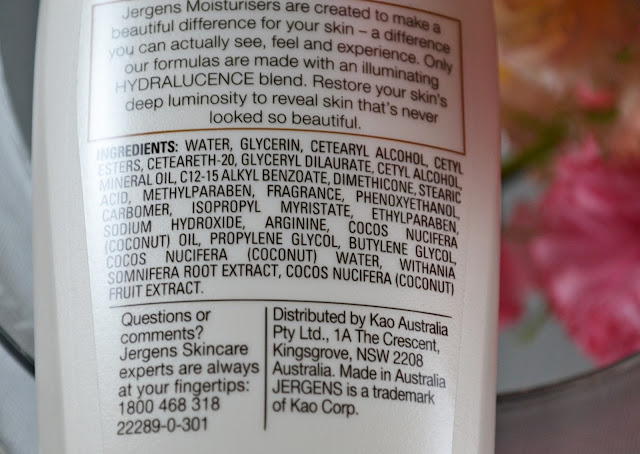 Jergens Moisturisers are created to make a
beautiful difference for your skin – a difference
you can actually see, feel and experience. Only
our formulas are made with an illuminating
HYDRALUCENCE blend. Restore your skin's
deep luminosity to reveal skin that's never
looked so beautiful.
INGREDIENTS: WATER, GLYCERIN, CETEARYL ALCOHOL, CETYL
ESTERS, CETEARETH-20, GLYCERYL DILAURATE, CETYL ALCOHOL,
MINERAL OIL, C12-15 ALKYL BENZOATE, DIMETHICONE, STEARIC
ACID, METHYLPARABEN, FRAGRANCE, PHENOXYETHANOL,
CARBOMER, ISOPROPYL MYRISTATE, ETHYLPARABEN,
SODIUM HYDROXIDE, ARGININE, COCOS NUCIFERA
(COCONUT) OIL, PROPYLENE GLYCOL, BUTYLENE GLYCOL,
COCOS NUCIFERA (COCONUT) WATER, WITHANIA
SOMNIFERA ROOT EXTRACT, COCOS NUCIFERA (COCONUT)
FRUIT EXTRACT.
Questions or
comments?
Jergens Skincare
experts are always
at your fingertips:
1800 468 318
22289-0-301
Distributed by Kao Australia
Pty Ltd., 1A The Crescent,
Kingsgrove, NSW 2208
Australia. Made in Australia
JERGENS is a trademark
of Kao Corp.